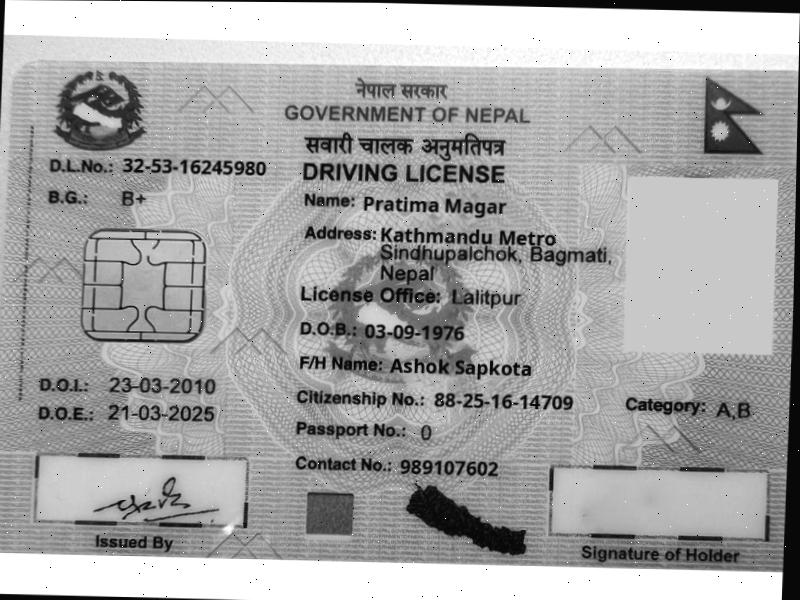 नेपाल सरकार
GOVERNMENT OF NEPAL
सवारी चालक अनुमतिपत्र
DRIVING LICENSE
D.L.No.: 32-53-16245980
B.G.: B+
Name: Pratima Magar
Address: Kathmandu Metro
Sindhupalchok, Bagmati,
Nepal
License Office: Lalitpur
D.O.B.: 03-09-1976
F/H Name: Ashok Sapkota
D.O.I.: 23-03-2010
D.O.E.: 21-03-2025
Citizenship No.: 88-25-16-14709
Category: A,B
Passport No.: 0
Contact No.: 989107602
Issued By
Signature of Holder